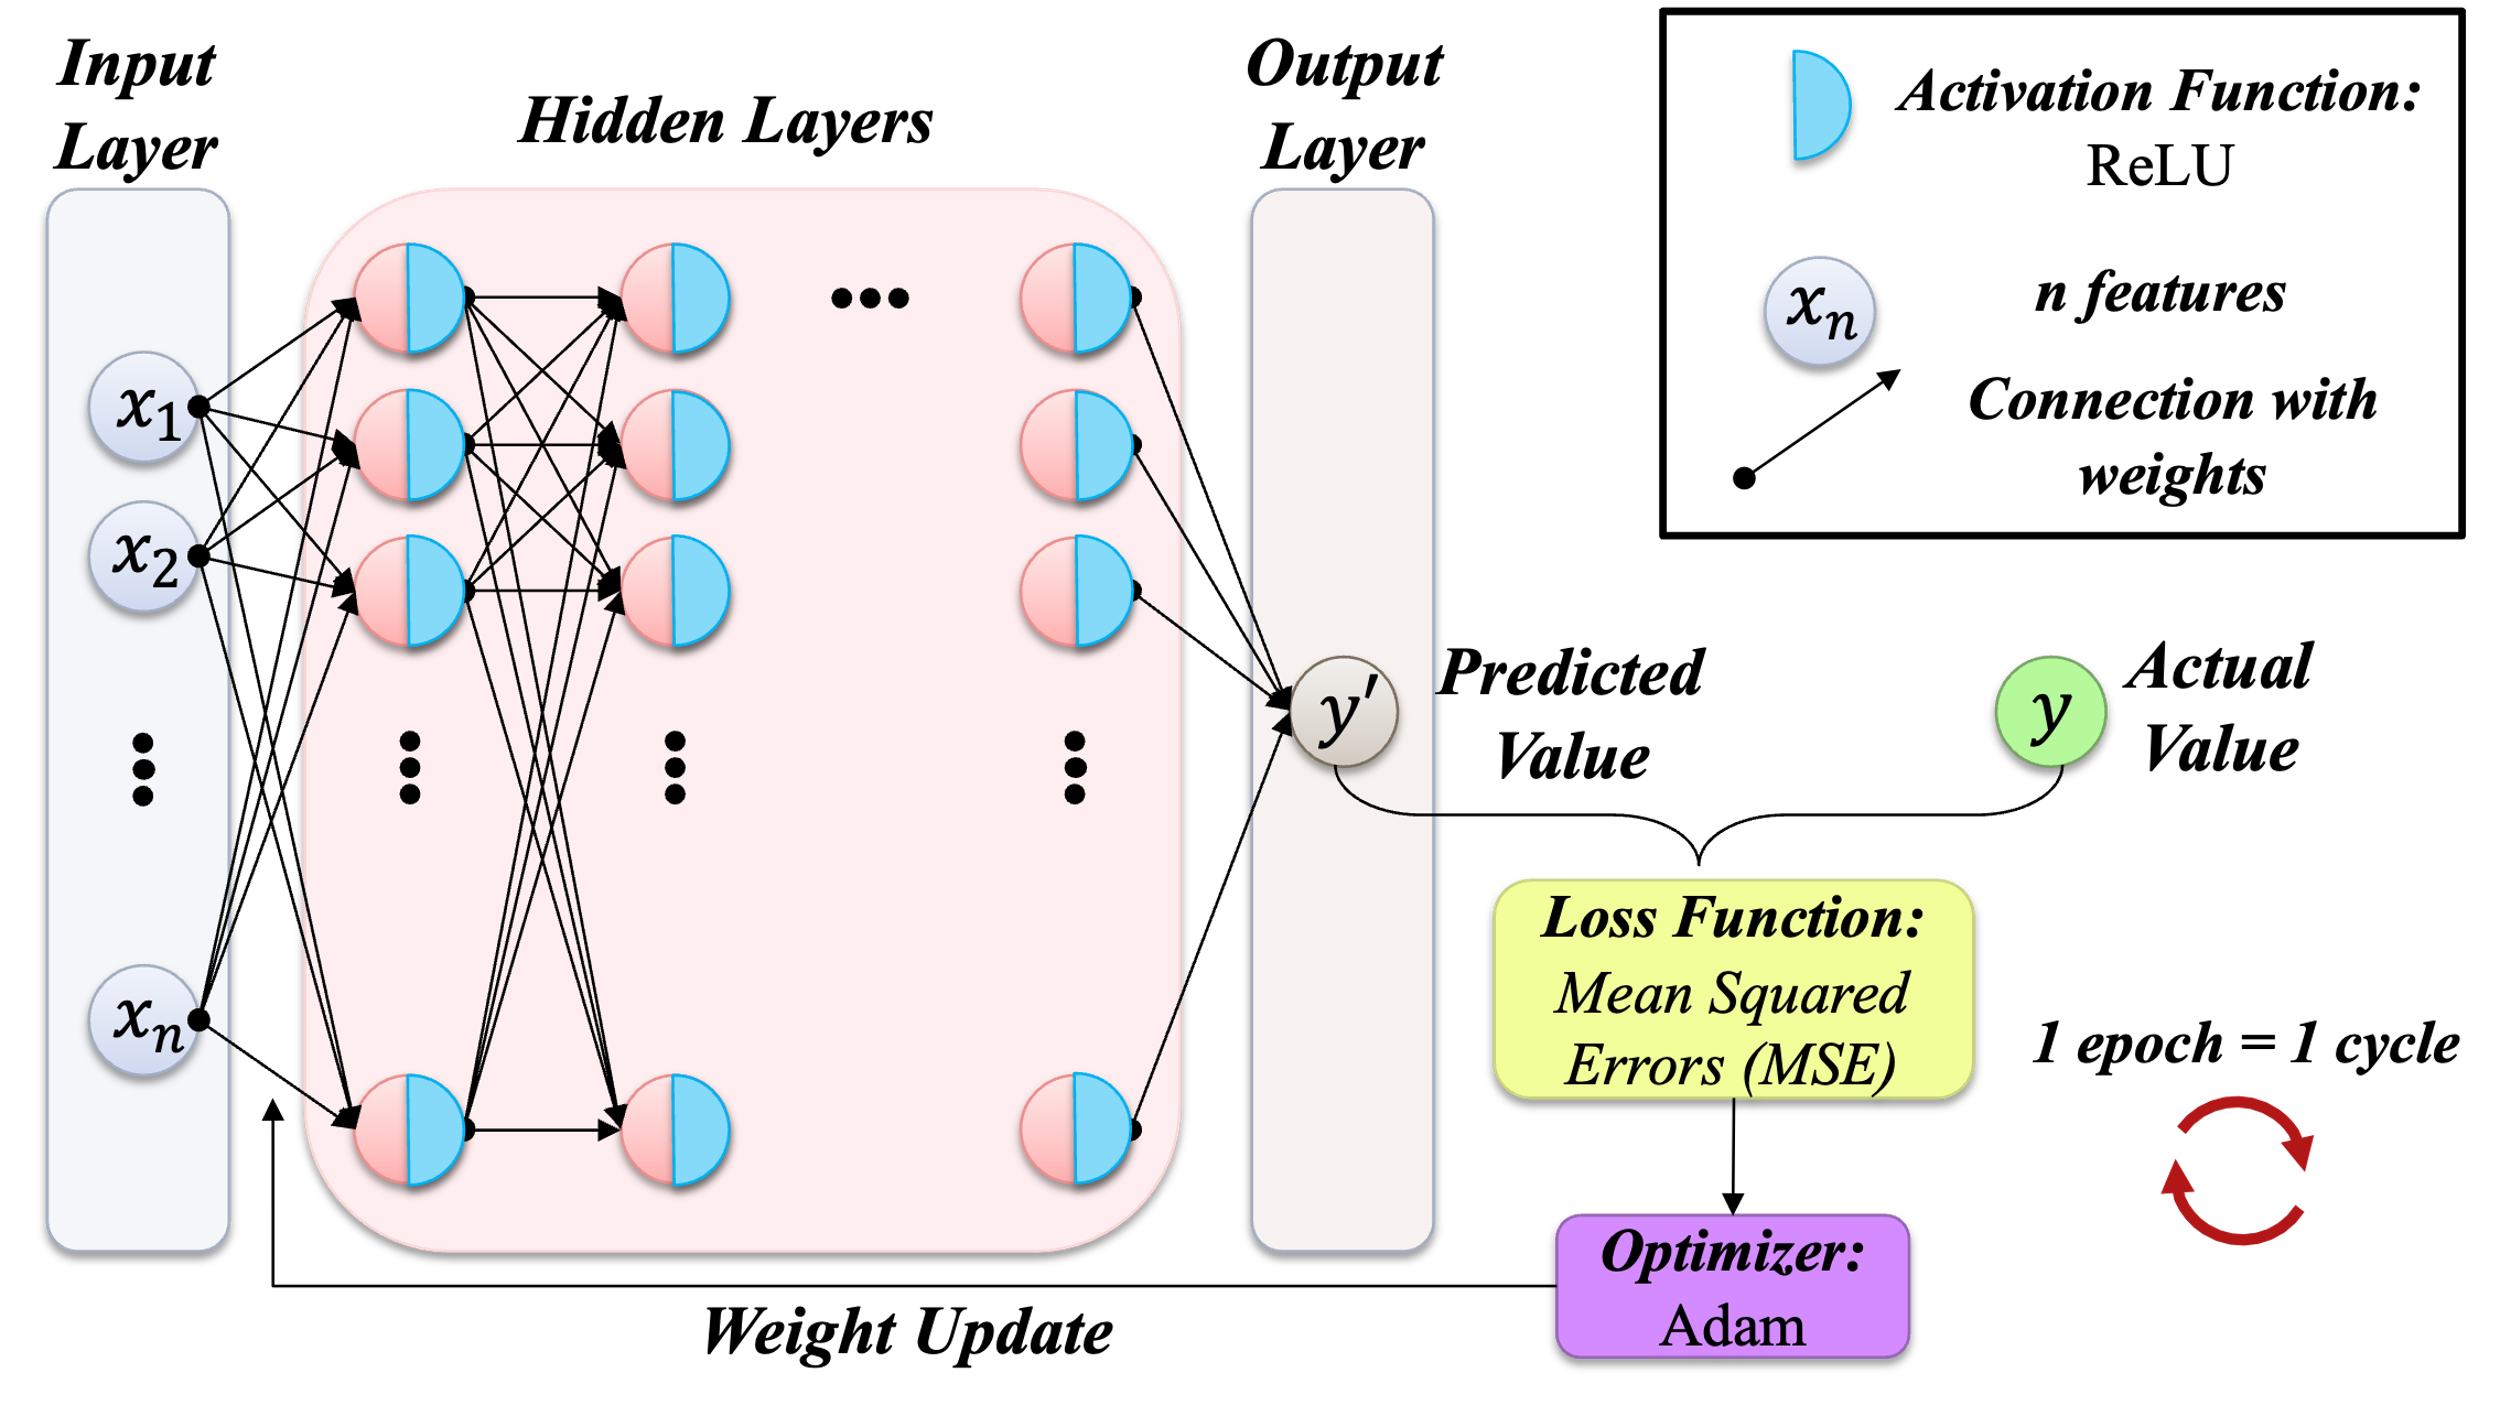 Input
Layer
Hidden Layers
Output
Layer
Activation Function:
ReLU
xₙ
n features
Connection with
weights
x₁
x₂
xₙ
y′
Predicted
Value
y
Actual
Value
Loss Function:
Mean Squared
Errors (MSE)
1 epoch = 1 cycle
Optimizer:
Adam
Weight Update